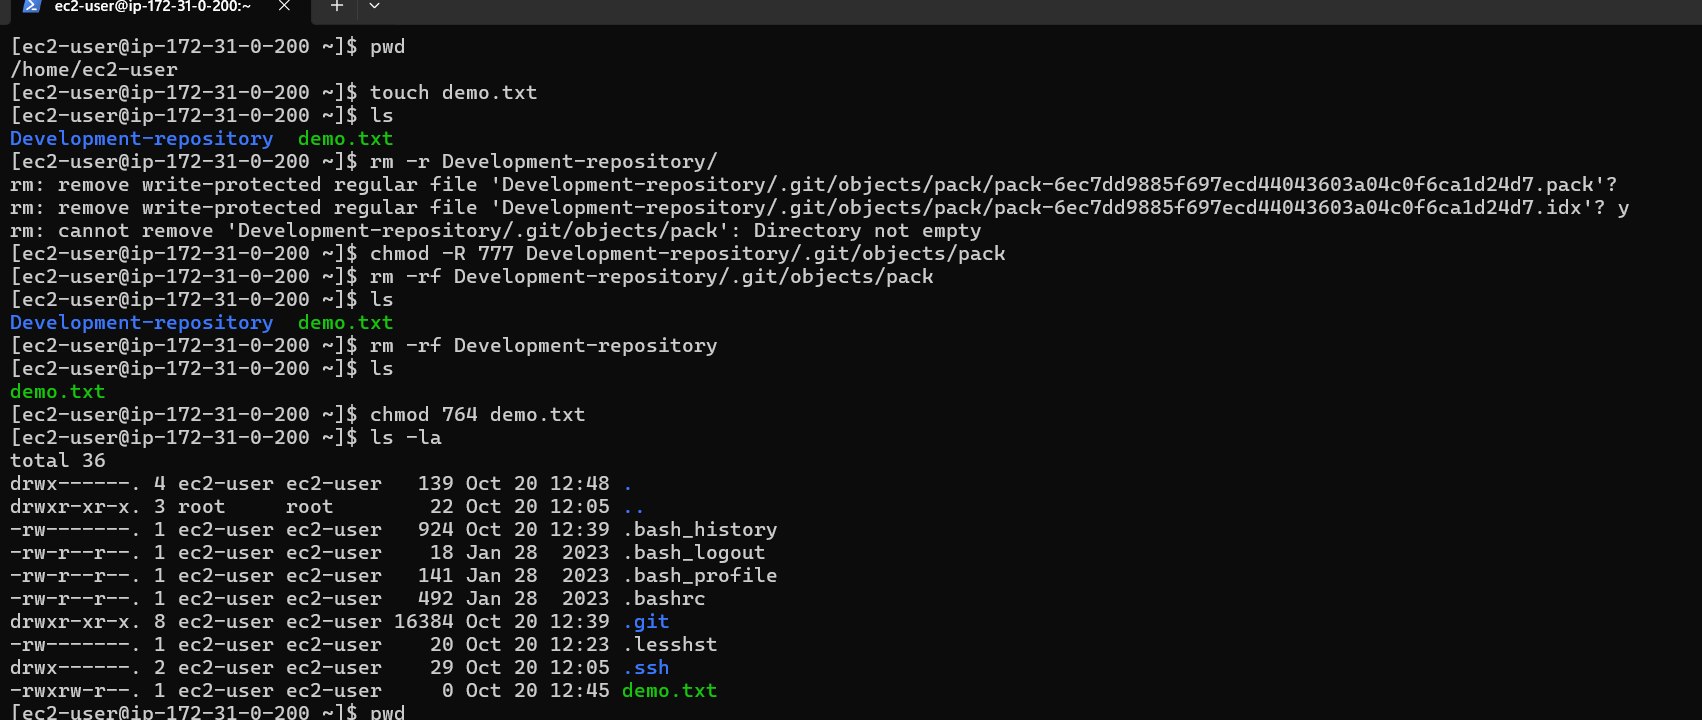 ec2-user@ip-172-31-0-200:~
[ec2-user@ip-172-31-0-200 ~]$ pwd
/home/ec2-user
[ec2-user@ip-172-31-0-200 ~]$ touch demo.txt
[ec2-user@ip-172-31-0-200 ~]$ ls
Development-repository  demo.txt
[ec2-user@ip-172-31-0-200 ~]$ rm -r Development-repository/
rm: remove write-protected regular file 'Development-repository/.git/objects/pack/pack-6ec7dd9885f697ecd44043603a04c0f6ca1d24d7.pack'?
rm: remove write-protected regular file 'Development-repository/.git/objects/pack/pack-6ec7dd9885f697ecd44043603a04c0f6ca1d24d7.idx'? y
rm: cannot remove 'Development-repository/.git/objects/pack': Directory not empty
[ec2-user@ip-172-31-0-200 ~]$ chmod -R 777 Development-repository/.git/objects/pack
[ec2-user@ip-172-31-0-200 ~]$ rm -rf Development-repository/.git/objects/pack
[ec2-user@ip-172-31-0-200 ~]$ ls
Development-repository  demo.txt
[ec2-user@ip-172-31-0-200 ~]$ rm -rf Development-repository
[ec2-user@ip-172-31-0-200 ~]$ ls
demo.txt
[ec2-user@ip-172-31-0-200 ~]$ chmod 764 demo.txt
[ec2-user@ip-172-31-0-200 ~]$ ls -la
total 36
drwx------. 4 ec2-user ec2-user   139 Oct 20 12:48 .
drwxr-xr-x. 3 root     root        22 Oct 20 12:05 ..
-rw-------. 1 ec2-user ec2-user   924 Oct 20 12:39 .bash_history
-rw-r--r--. 1 ec2-user ec2-user    18 Jan 28  2023 .bash_logout
-rw-r--r--. 1 ec2-user ec2-user   141 Jan 28  2023 .bash_profile
-rw-r--r--. 1 ec2-user ec2-user   492 Jan 28  2023 .bashrc
drwxr-xr-x. 8 ec2-user ec2-user 16384 Oct 20 12:39 .git
-rw-------. 1 ec2-user ec2-user    20 Oct 20 12:23 .lesshst
drwx------. 2 ec2-user ec2-user    29 Oct 20 12:05 .ssh
-rwxrw-r--. 1 ec2-user ec2-user     0 Oct 20 12:45 demo.txt
[ec2-user@ip-172-31-0-200 ~]$ pwd